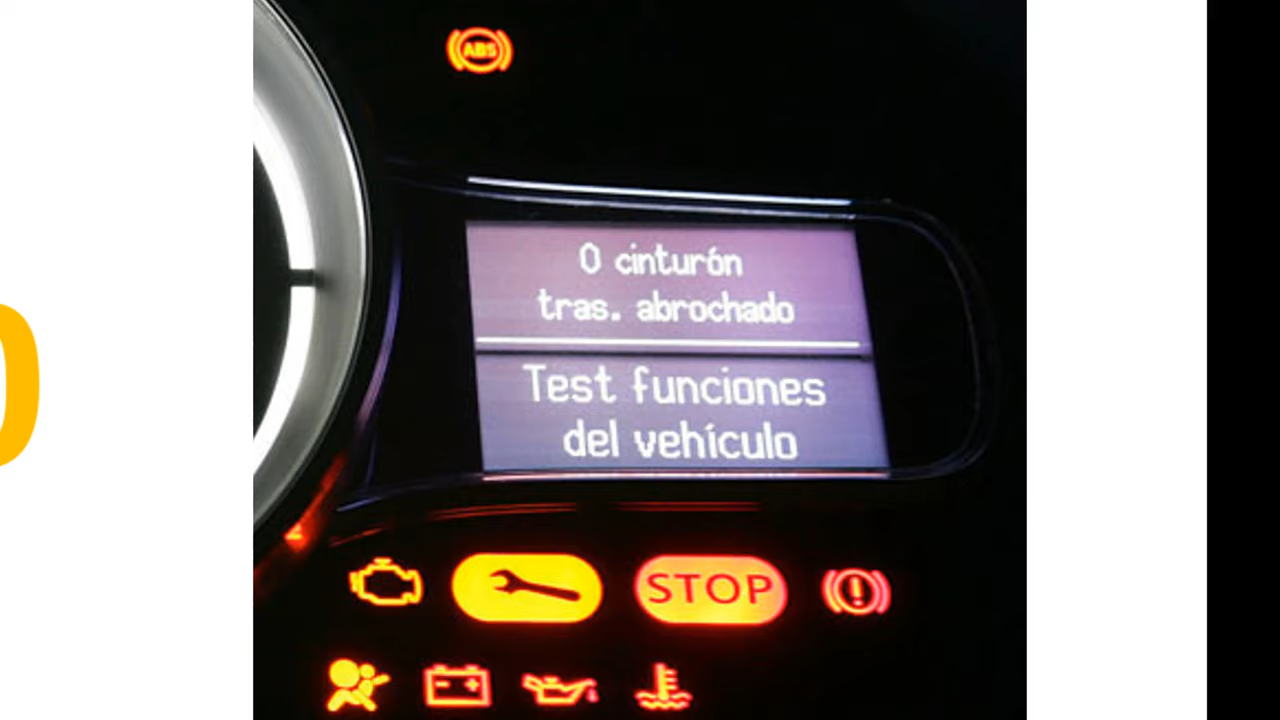 ABS
0 cinturón
tras. abrochado
Test funciones
del vehículo
STOP